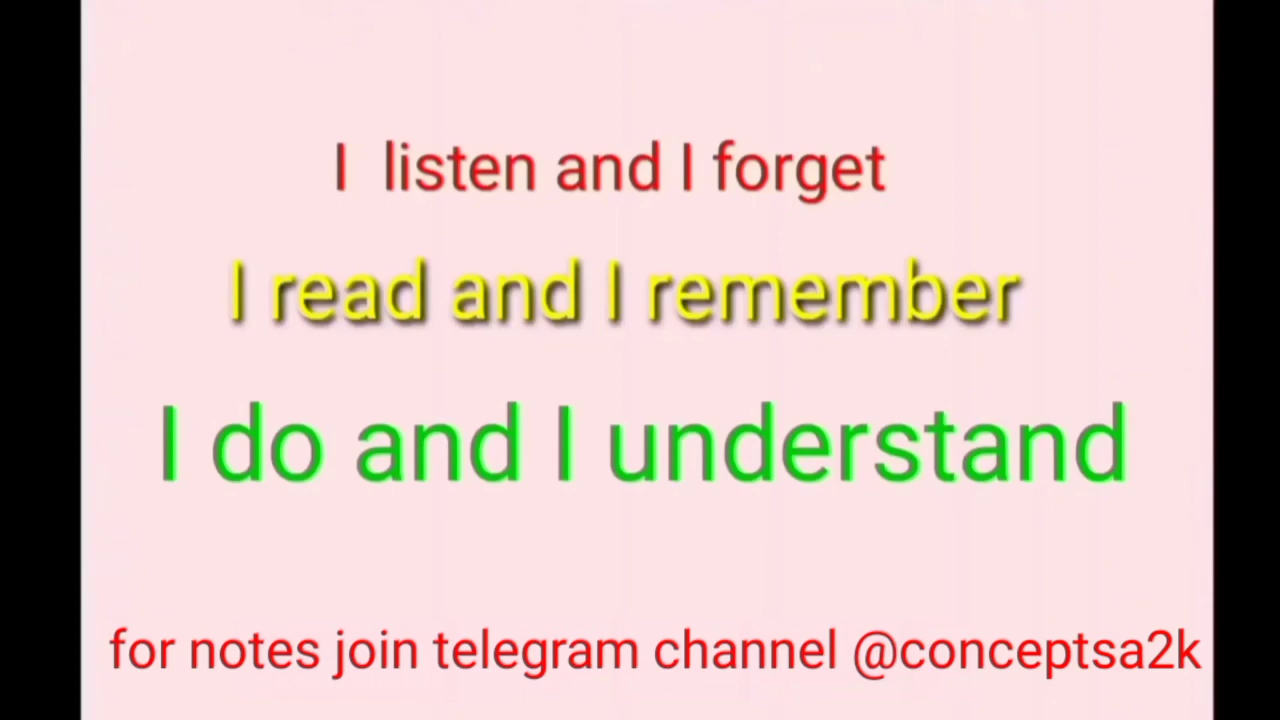 I listen and I forget
I read and I remember
I do and I understand
for notes join telegram channel @conceptsa2k